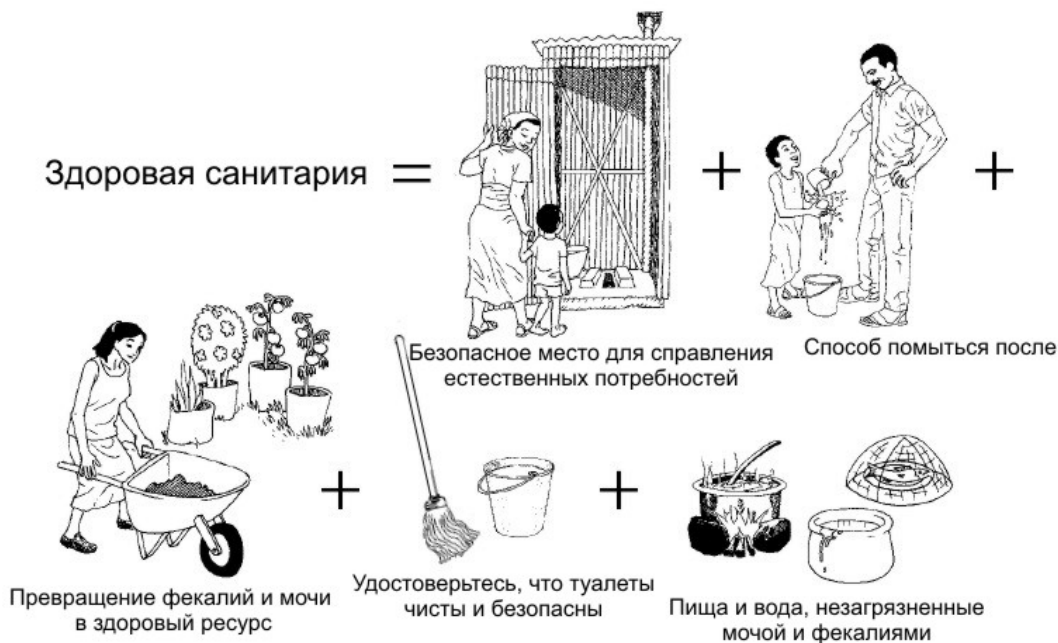 Здоровая санитария = + +
Безопасное место для справления
естественных потребностей
Способ помыться после
+ +
Превращение фекалий и мочи
в здоровый ресурс
Удостоверьтесь, что туалеты
чисты и безопасны
Пища и вода, незагрязненные
мочой и фекалиями